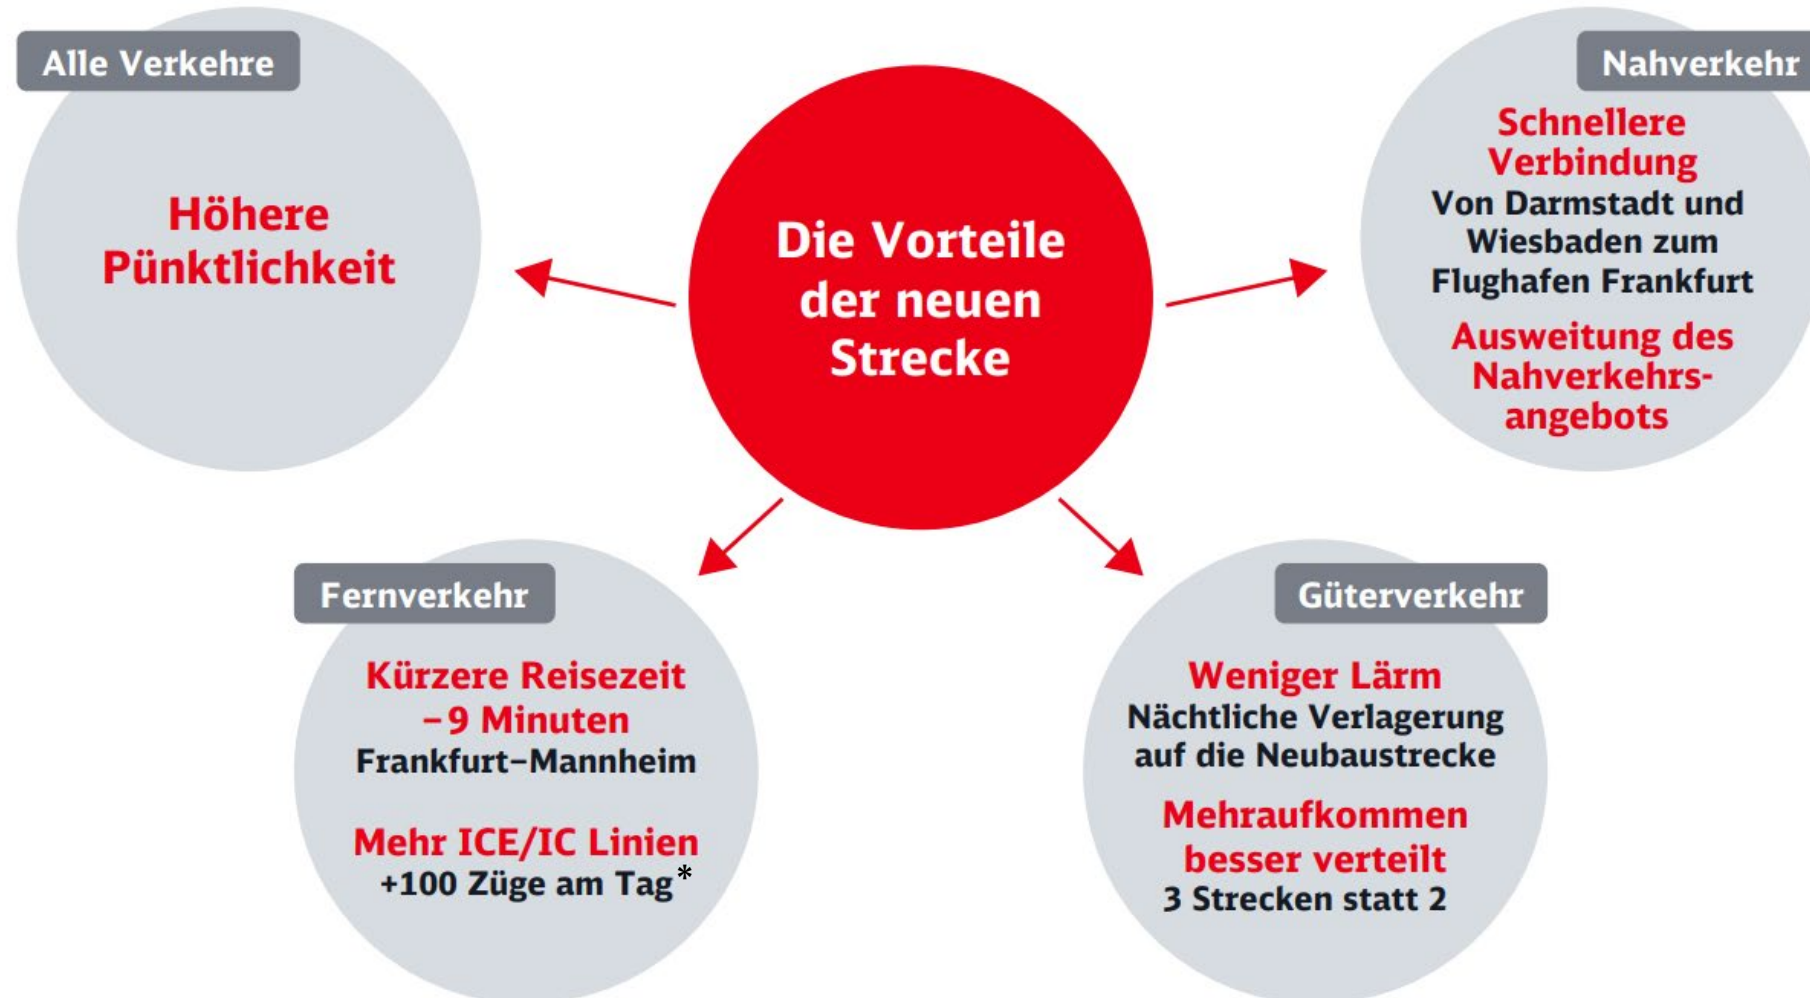 Alle Verkehre
Höhere
Pünktlichkeit
Die Vorteile
der neuen
Strecke
Nahverkehr
Schnellere
Verbindung
Von Darmstadt und
Wiesbaden zum
Flughafen Frankfurt
Ausweitung des
Nahverkehrs-
angebots
Fernverkehr
Kürzere Reisezeit
–9 Minuten
Frankfurt–Mannheim
Mehr ICE/IC Linien
+100 Züge am Tag*
Güterverkehr
Weniger Lärm
Nächtliche Verlagerung
auf die Neubaustrecke
Mehraufkommen
besser verteilt
3 Strecken statt 2